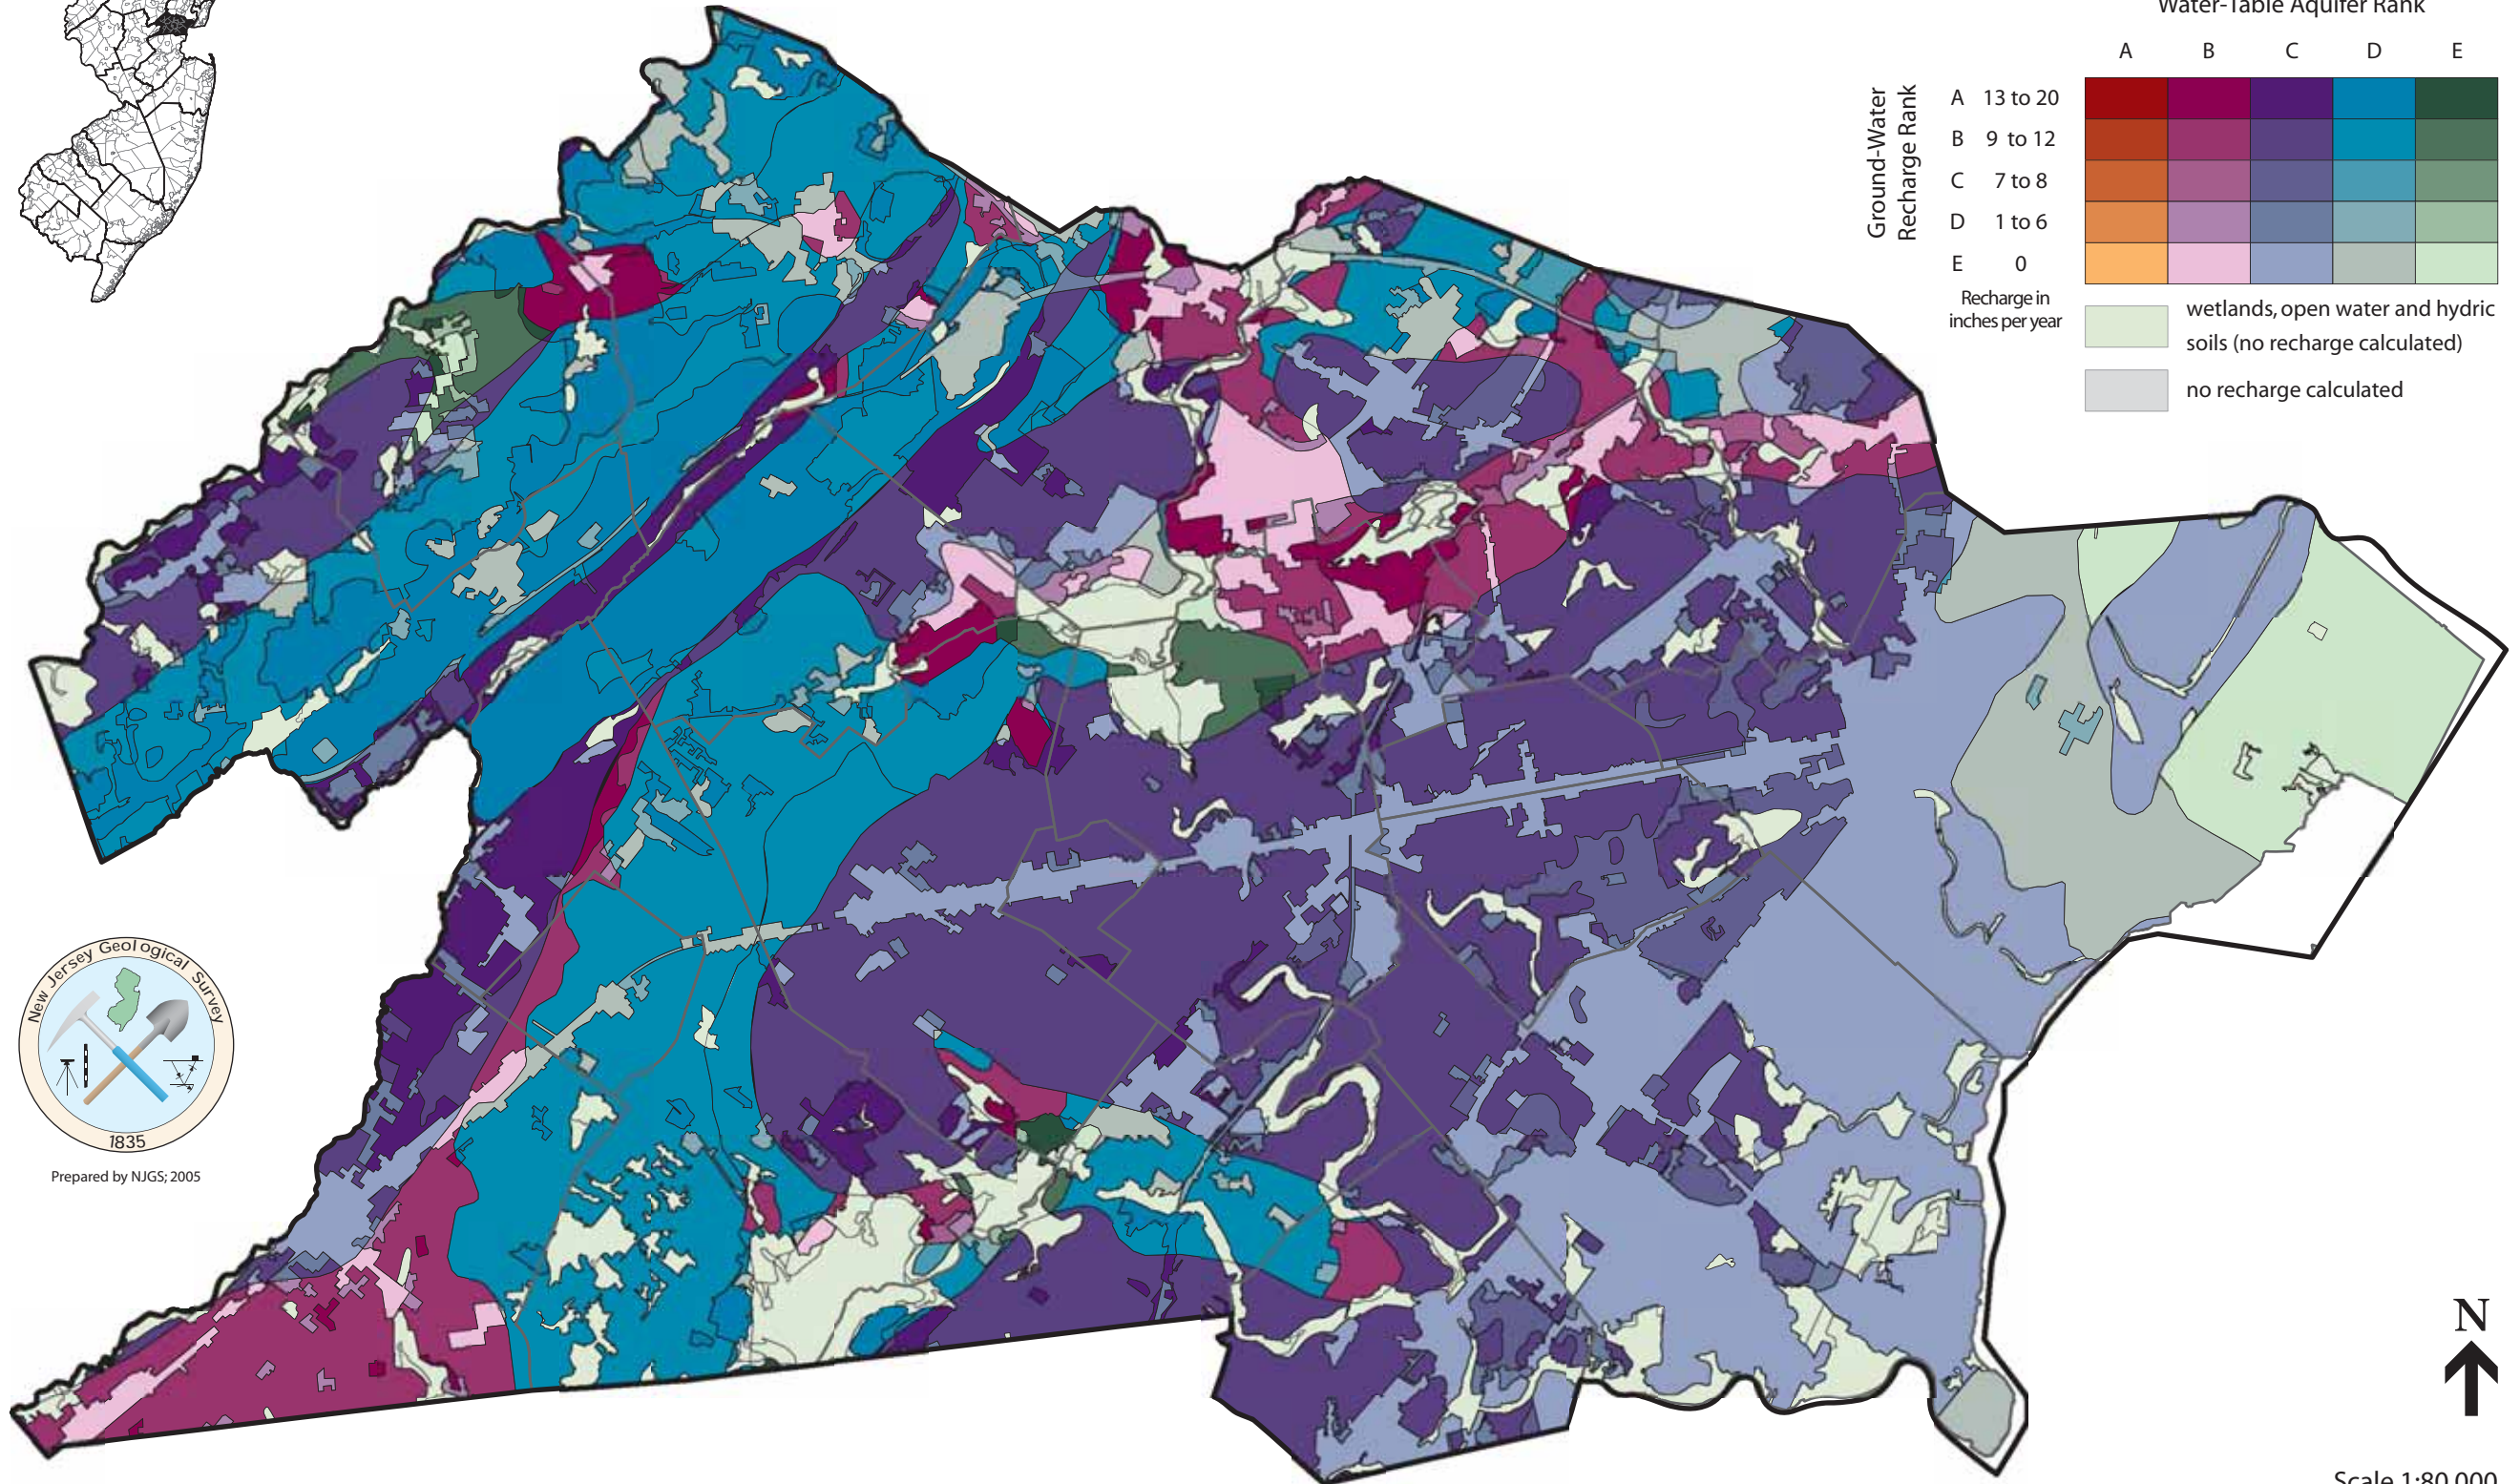 Water-Table Aquifer Rank
A B C D E
Ground-Water
Recharge Rank
A 13 to 20
B 9 to 12
C 7 to 8
D 1 to 6
E 0
Recharge in
inches per year
wetlands, open water and hydric
soils (no recharge calculated)
no recharge calculated
New Jersey Geological Survey
1835
Prepared by NJGS; 2005
N
Scale 1:80,000